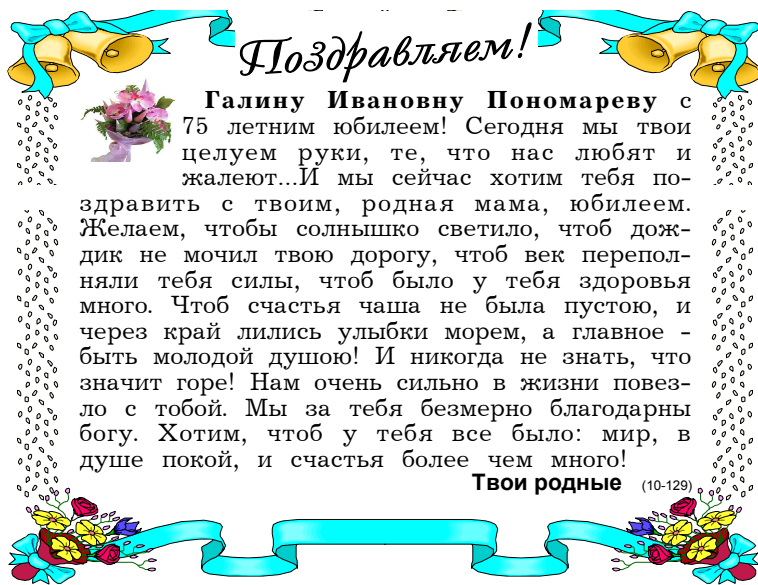 Поздравляем!
Галину Ивановну Пономареву с
75 летним юбилеем! Сегодня мы твои
целуем руки, те, что нас любят и
жалеют...И мы сейчас хотим тебя по-
здравить с твоим, родная мама, юбилеем.
Желаем, чтобы солнышко светило, чтоб дож-
дик не мочил твою дорогу, чтоб век перепол-
няли тебя силы, чтоб было у тебя здоровья
много. Чтоб счастья чаша не была пустою, и
через край лились улыбки морем, а главное -
быть молодой душою! И никогда не знать, что
значит горе! Нам очень сильно в жизни повез-
ло с тобой. Мы за тебя безмерно благодарны
богу. Хотим, чтоб у тебя все было: мир, в
душе покой, и счастья более чем много!
Твои родные (10-129)